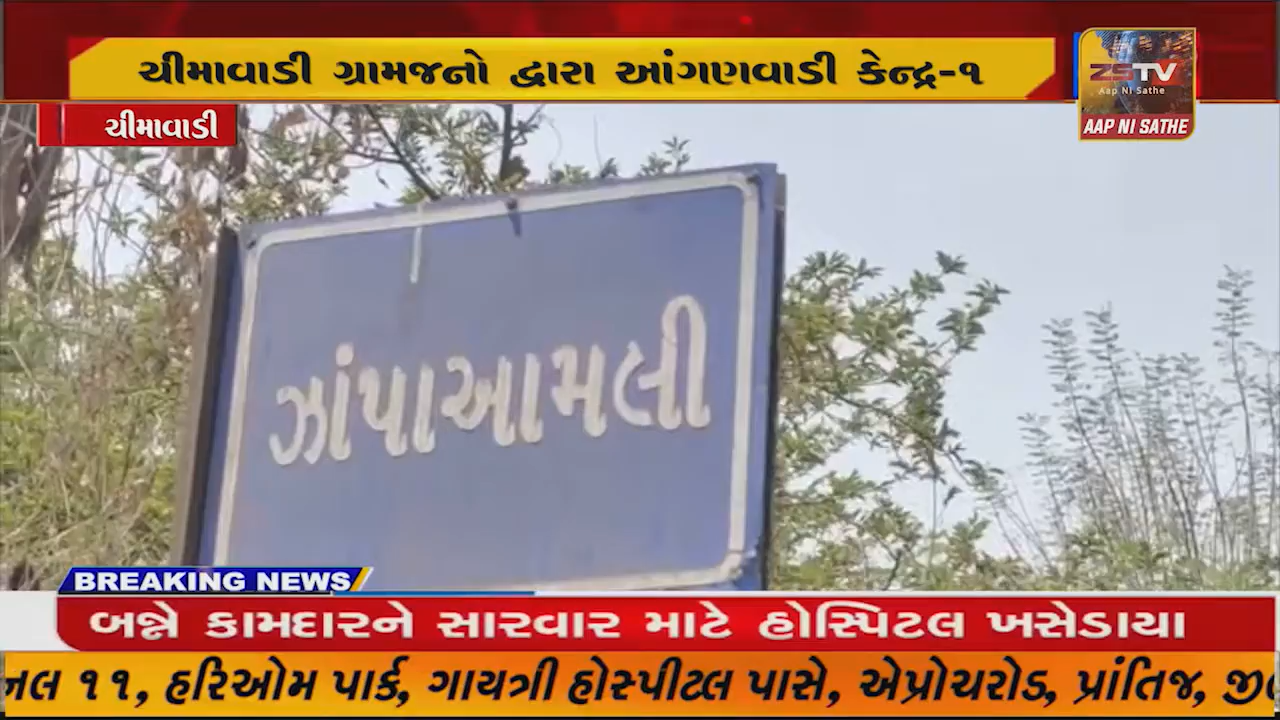 ચીમાવાડી ગ્રામજનો દ્વારા આંગણવાડી કેન્દ્ર-૧
ZSTV
Aap Ni Sathe
AAP NI SATHE
ચીમાવાડી
ઝાંપાઆમલી
BREAKING NEWS
બન્ને કામદારને સારવાર માટે હોસ્પિટલ ખસેડાયા
૧૧, હરિઓમ પાર્ક, ગાયત્રી હોસ્પીટલ પાસે, એપ્રોચરોડ, પ્રાંતિજ,